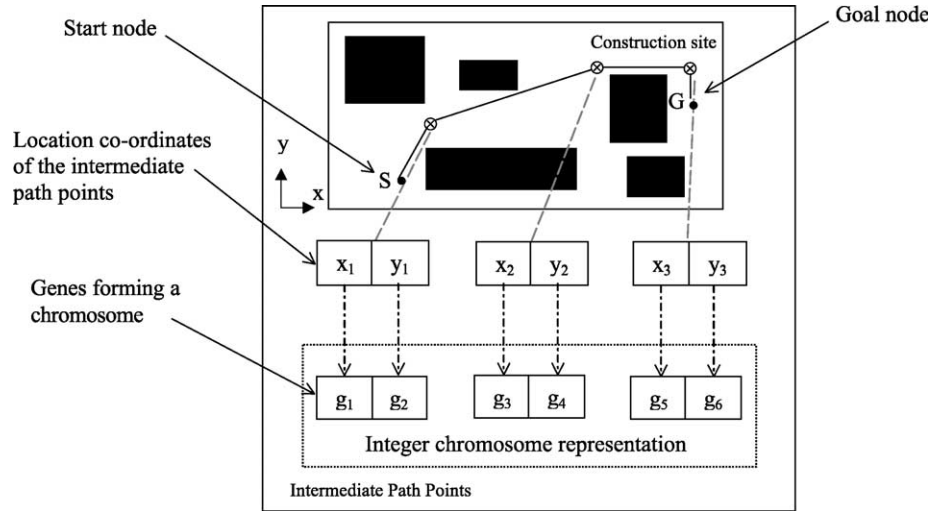 Start node
Goal node
Construction site
G
Location co-ordinates
of the intermediate
path points
y
x
S
x₁ y₁ x₂ y₂ x₃ y₃
Genes forming a
chromosome
g₁ g₂ g₃ g₄ g₅ g₆
Integer chromosome representation
Intermediate Path Points